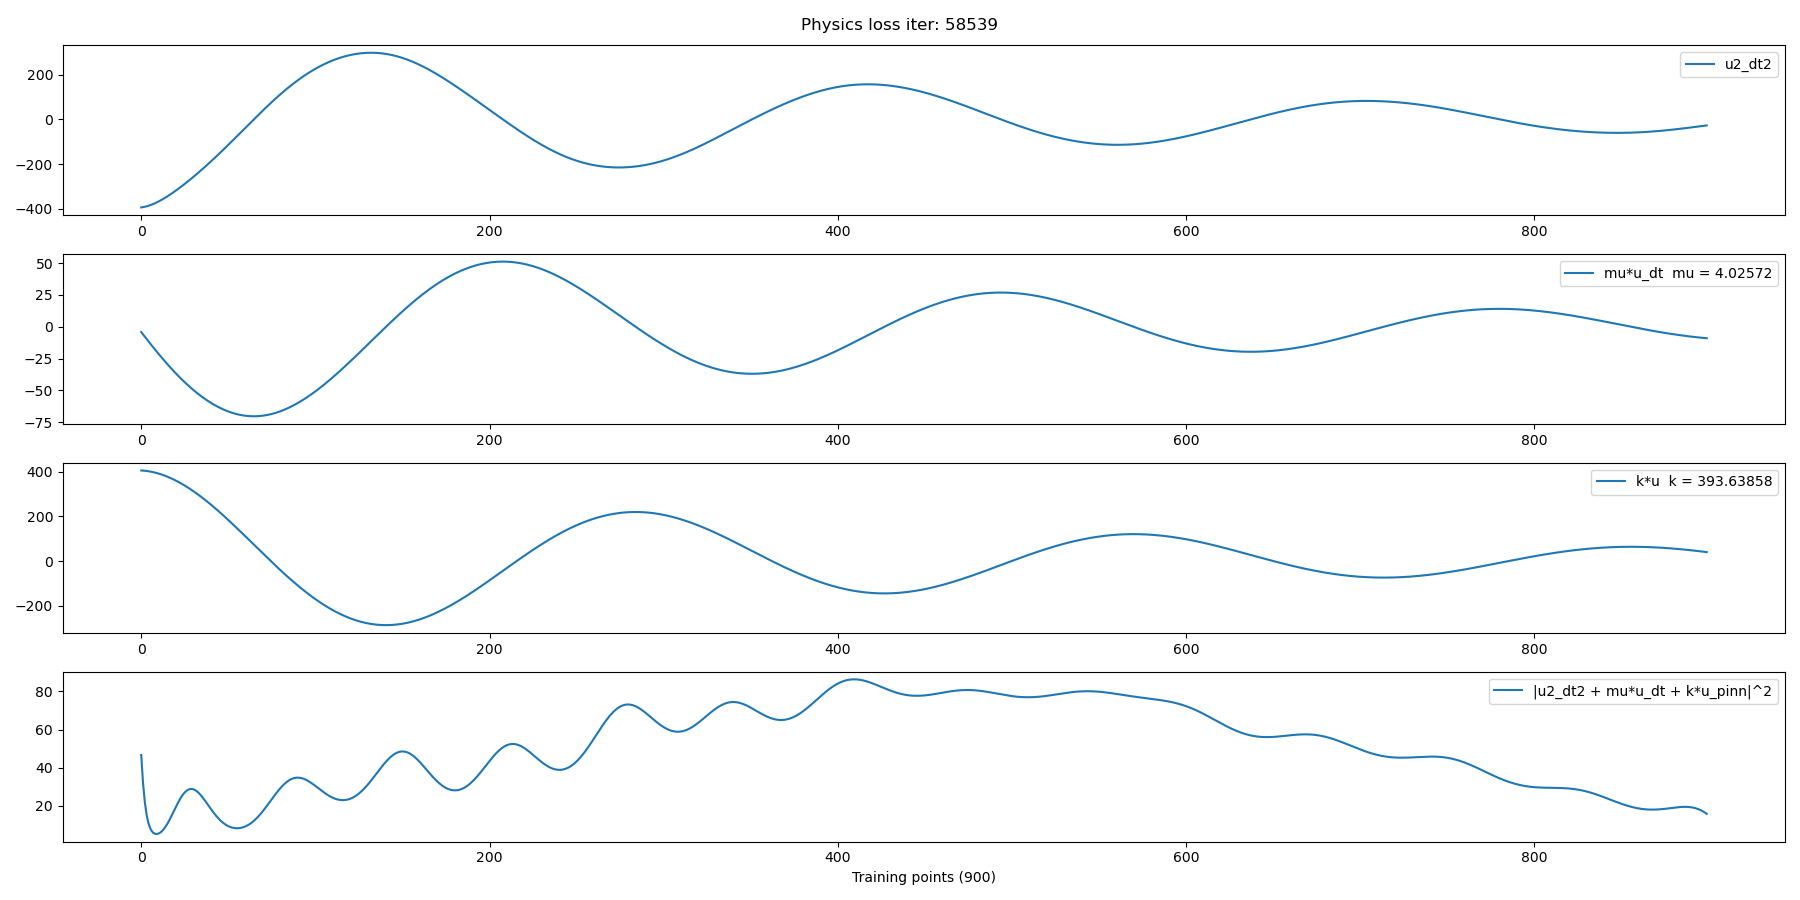 Physics loss iter: 58539
200
0
−200
−400
u2_dt2
0 200 400 600 800
50
25
0
−25
−50
−75
mu*u_dt  mu = 4.02572
0 200 400 600 800
400
200
0
−200
k*u  k = 393.63858
0 200 400 600 800
80
60
40
20
|u2_dt2 + mu*u_dt + k*u_pinn|^2
0 200 400 600 800
Training points (900)